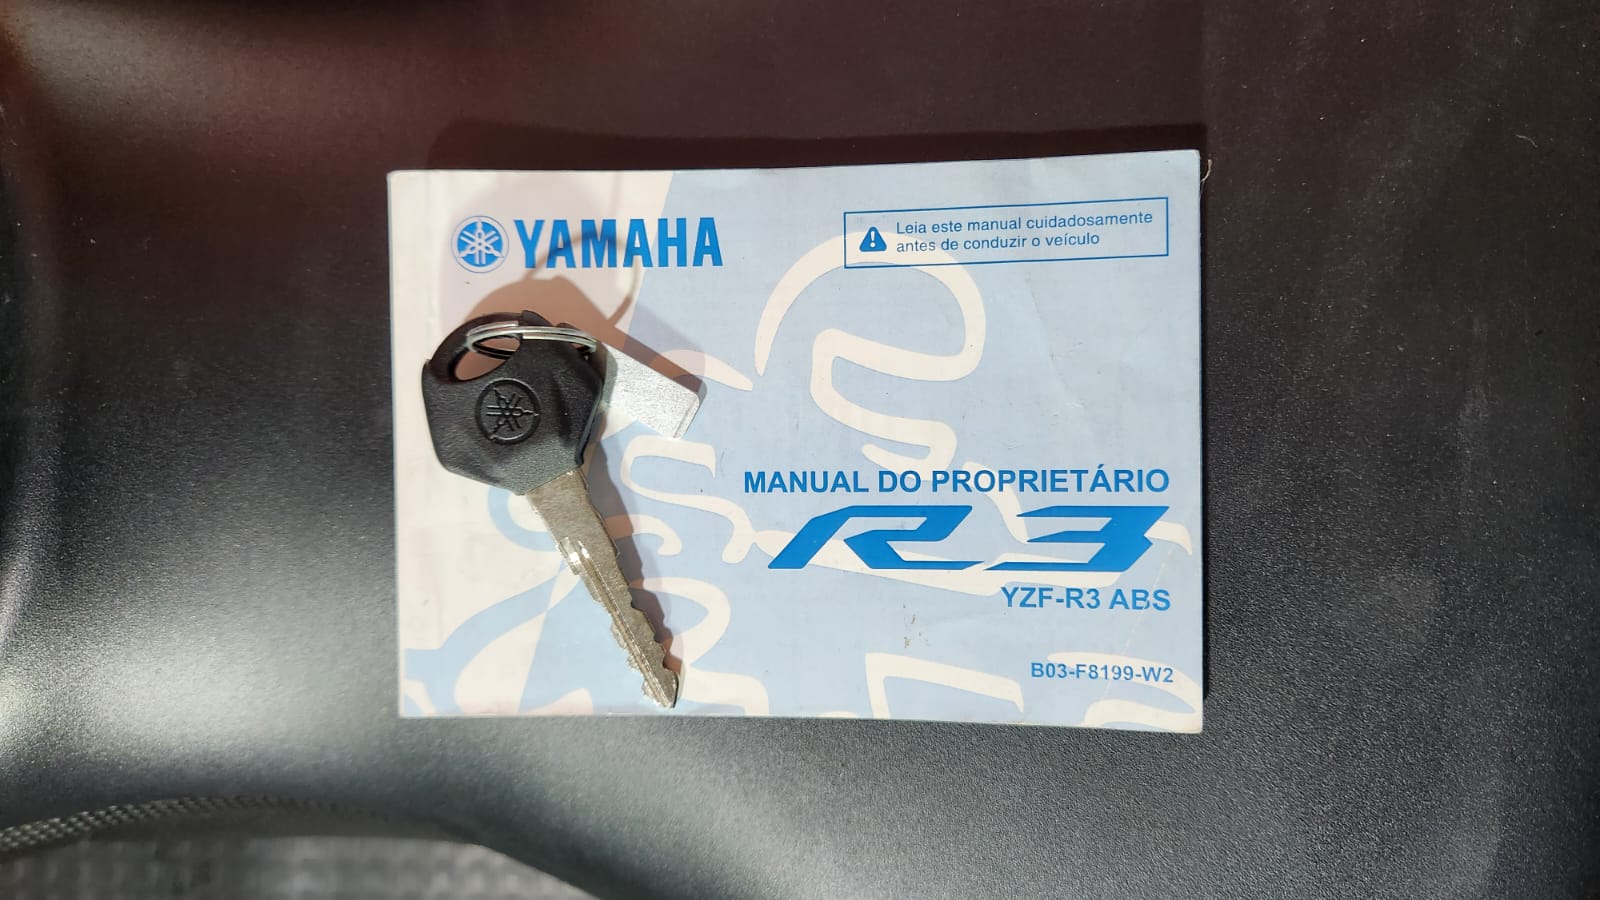 YAMAHA
Leia este manual cuidadosamente
antes de conduzir o veículo
MANUAL DO PROPRIETÁRIO
R3
YZF-R3 ABS
B03-F8199-W2